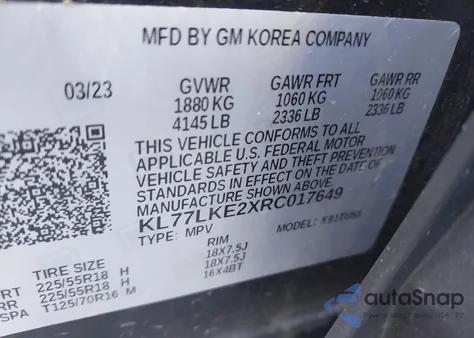 MFD BY GM KOREA COMPANY
03/23 GVWR GAWR FRT GAWR RR
1880 KG 1060 KG 1060 KG
4145 LB 2336 LB 2336 LB
THIS VEHICLE CONFORMS TO ALL
APPLICABLE U.S. FEDERAL MOTOR
VEHICLE SAFETY AND THEFT PREVENTION
STANDARDS IN EFFECT ON THE DATE OF
MANUFACTURE SHOWN ABOVE.
KL77LKE2XRC017649
TYPE: MPV MODEL:
TIRE SIZE RIM
FRT 225/55R18 H 18X7.5J
225/55R18 H 18X7.5J
SPA T125/70R16 M 16X4BT
autoSnap